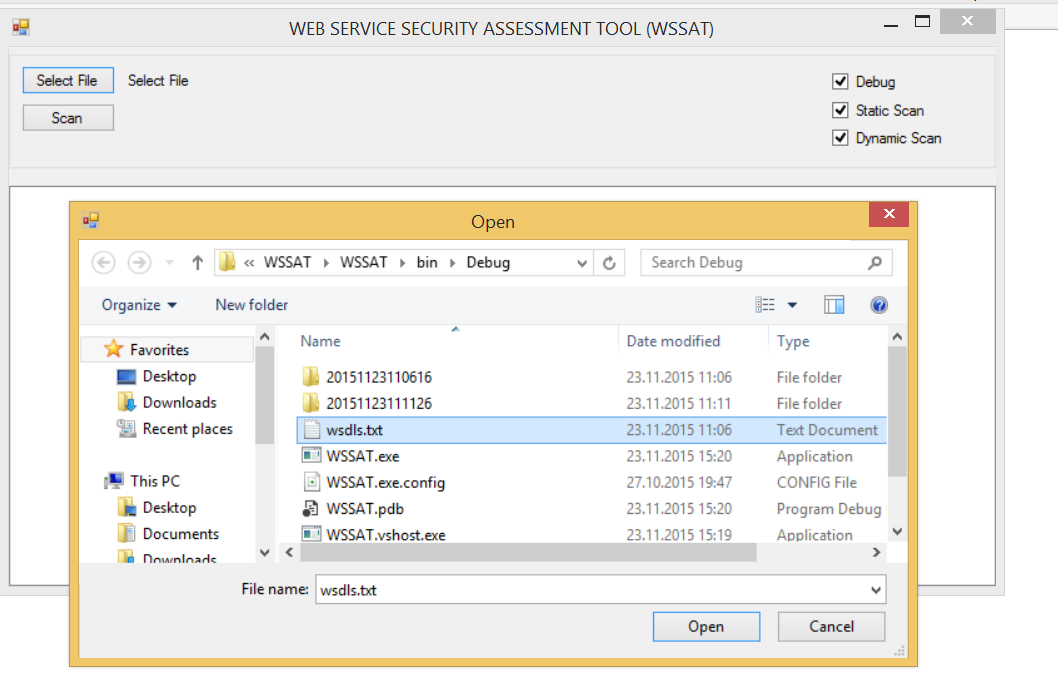 WEB SERVICE SECURITY ASSESSMENT TOOL (WSSAT)
Select File Select File
Scan
Debug
Static Scan
Dynamic Scan
Open
« WSSAT WSSAT bin Debug
Search Debug
Organize New folder
Favorites
Desktop
Downloads
Recent places
This PC
Desktop
Documents
Downloads
Name Date modified Type
20151123110616 23.11.2015 11:06 File folder
20151123111126 23.11.2015 11:11 File folder
wsdls.txt 23.11.2015 11:06 Text Document
WSSAT.exe 23.11.2015 15:20 Application
WSSAT.exe.config 27.10.2015 19:47 CONFIG File
WSSAT.pdb 23.11.2015 15:20 Program Debug
WSSAT.vshost.exe 23.11.2015 15:19 Application
File name: wsdls.txt
Open Cancel